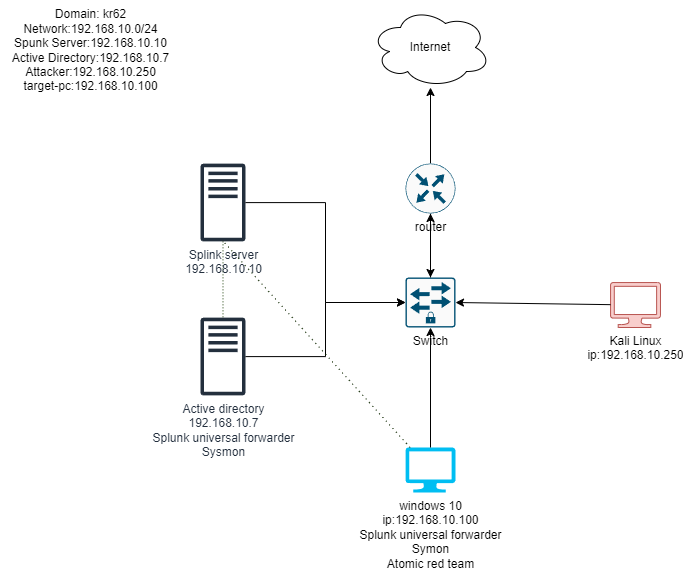 Domain: kr62
Network:192.168.10.0/24
Spunk Server:192.168.10.10
Active Directory:192.168.10.7
Attacker:192.168.10.250
target-pc:192.168.10.100
Internet
router
Splink server
192.168.10.10
Switch
Kali Linux
ip:192.168.10.250
Active directory
192.168.10.7
Splunk universal forwarder
Sysmon
windows 10
ip:192.168.10.100
Splunk universal forwarder
Symon
Atomic red team